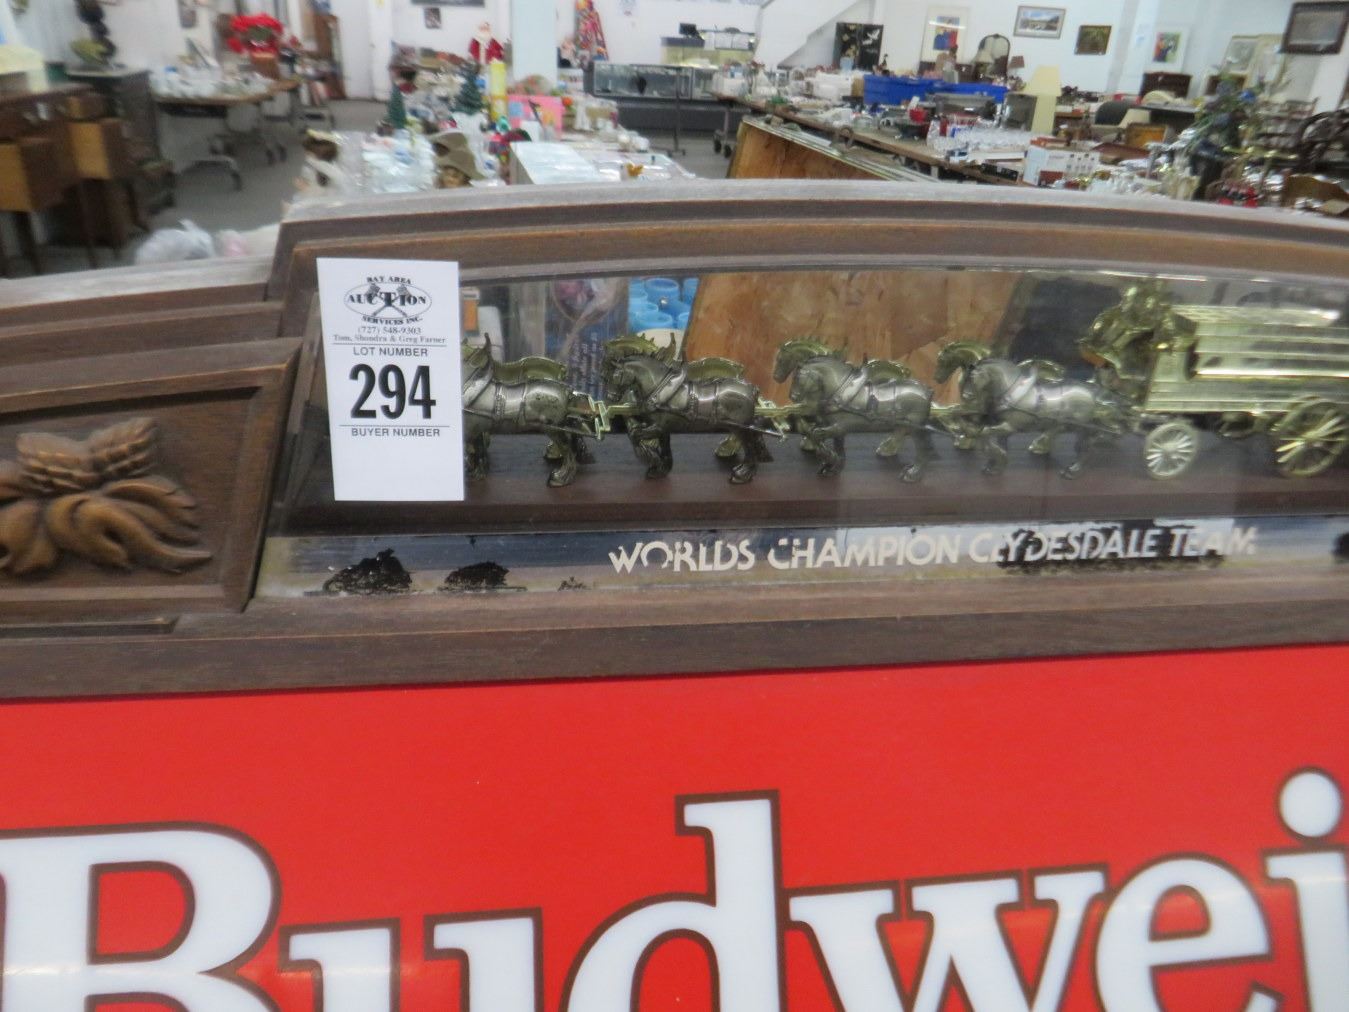 BAY AREA
AUCTION
SERVICES INC.
(727) 548-9303
Tom, Shondra & Greg Farner
LOT NUMBER
294
BUYER NUMBER
WORLDS CHAMPION CLYDESDALE TEAM
Budwei